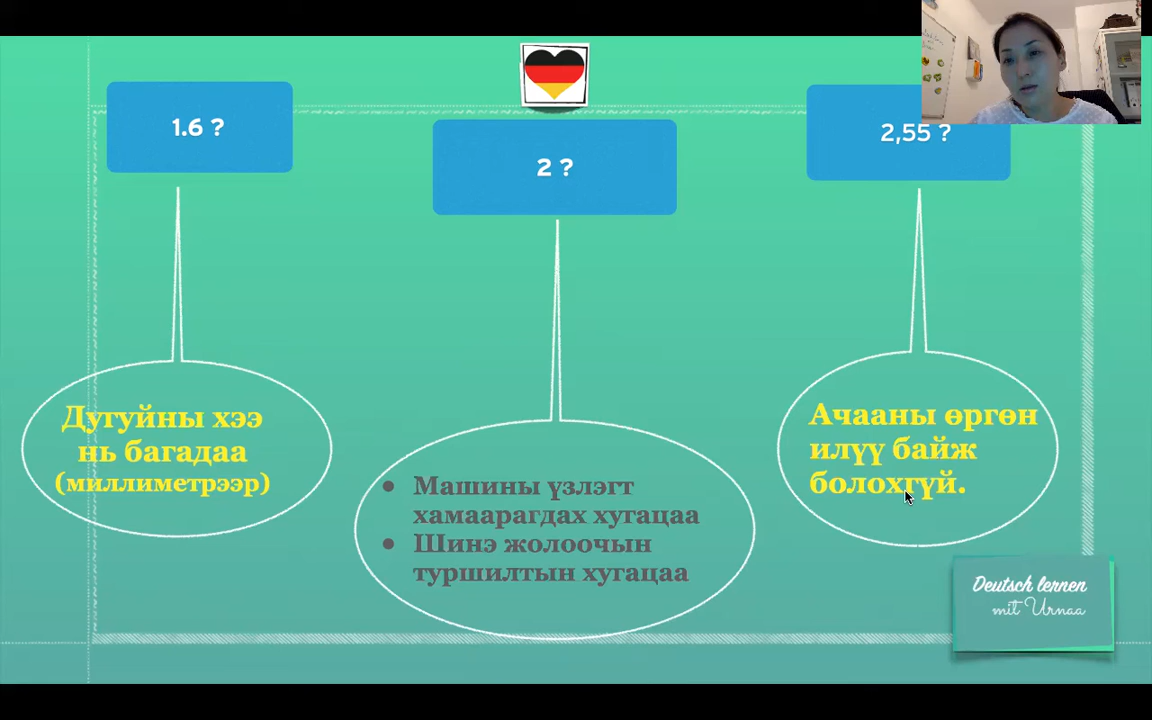 1.6 ?
2 ?
2,55 ?
Дугуйны хээ
нь багадаа
(миллиметрээр)
• Машины үзлэгт
хамаарагдах хугацаа
• Шинэ жолоочын
туршилтын хугацаа
Ачааны өргөн
илүү байж
болохгүй.
Deutsch lernen
mit Urnaa